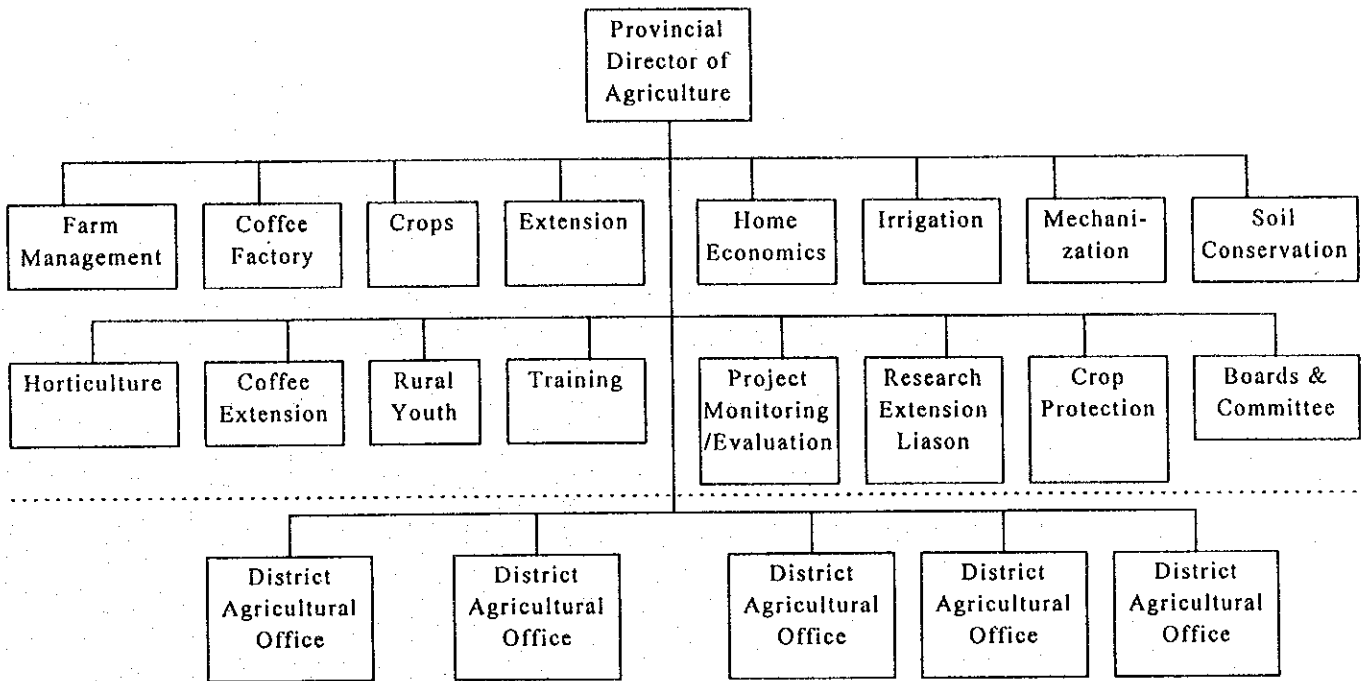 Provincial
Director of
Agriculture
Farm
Management
Coffee
Factory
Crops
Extension
Home
Economics
Irrigation
Mechani-
zation
Soil
Conservation
Horticulture
Coffee
Extension
Rural
Youth
Training
Project
Monitoring
/Evaluation
Research
Extension
Liason
Crop
Protection
Boards &
Committee
District
Agricultural
Office
District
Agricultural
Office
District
Agricultural
Office
District
Agricultural
Office
District
Agricultural
Office